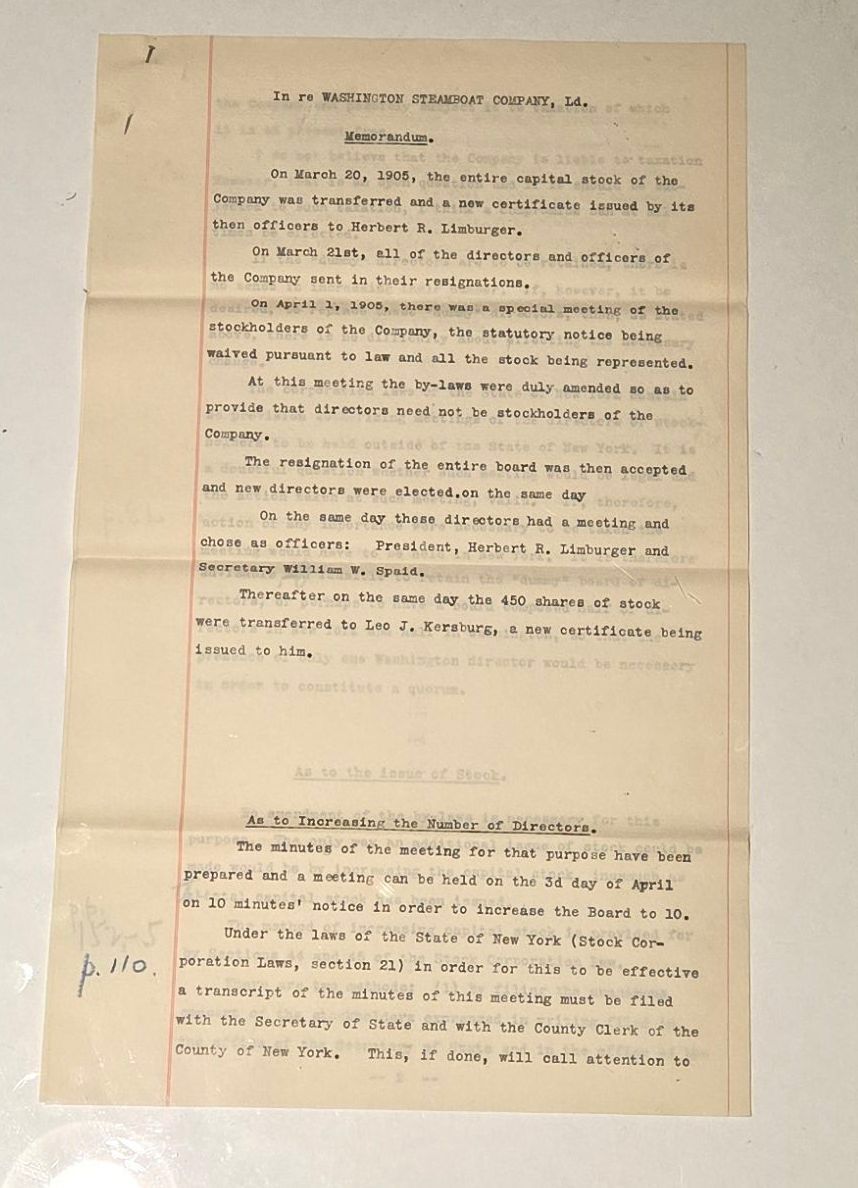 I
/
In re WASHINGTON STEAMBOAT COMPANY, Ld.
Memorandum.
On March 20, 1905, the entire capital stock of the
Company was transferred and a new certificate issued by its
then officers to Herbert R. Limburger.
On March 21st, all of the directors and officers of
the Company sent in their resignations.
On April 1, 1905, there was a special meeting of the
stockholders of the Company, the statutory notice being
waived pursuant to law and all the stock being represented.
At this meeting the by-laws were duly amended so as to
provide that directors need not be stockholders of the
Company.
The resignation of the entire board was then accepted
and new directors were elected.on the same day
On the same day these directors had a meeting and
chose as officers: President, Herbert R. Limburger and
Secretary William W. Spaid.
Thereafter on the same day the 450 shares of stock
were transferred to Leo J. Kersburg, a new certificate being
issued to him.
As to Increasing the Number of Directors.
The minutes of the meeting for that purpose have been
prepared and a meeting can be held on the 3d day of April
on 10 minutes' notice in order to increase the Board to 10.
Under the laws of the State of New York (Stock Cor-
poration Laws, section 21) in order for this to be effective
a transcript of the minutes of this meeting must be filed
with the Secretary of State and with the County Clerk of the
County of New York. This, if done, will call attention to
p. 110.